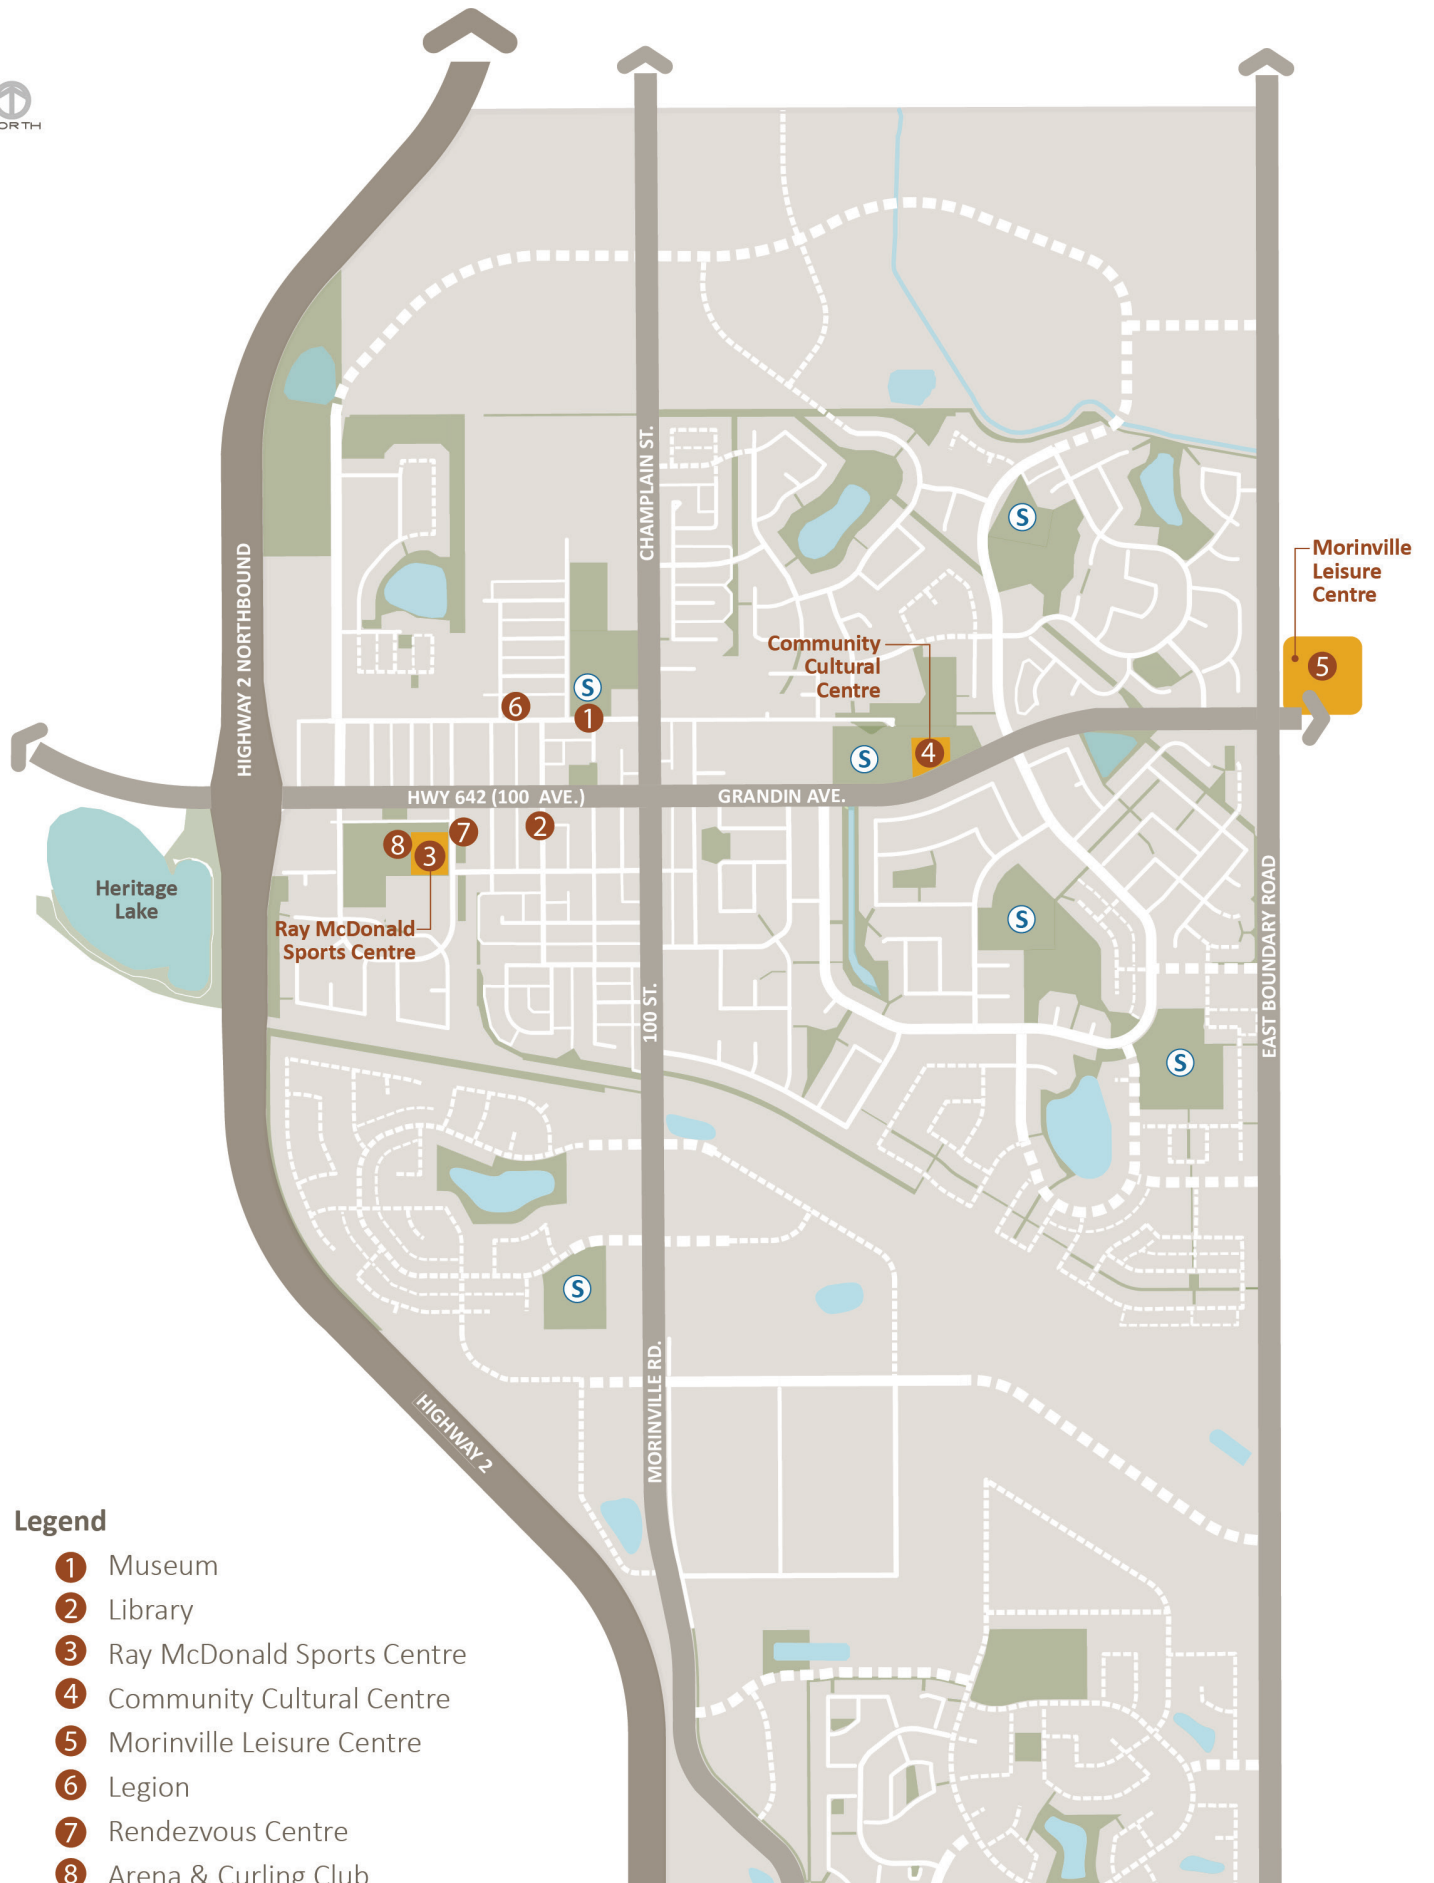 CHAMPLAIN ST.
S
Morinville
Leisure
Centre
5
HIGHWAY 2 NORTHBOUND
Community
Cultural
Centre
S
6
1
4
S
HWY 642 (100 AVE.)
GRANDIN AVE.
8
3
7
2
Heritage
Lake
Ray McDonald
Sports Centre
S
EAST BOUNDARY ROAD
100 ST.
S
S
MORINVILLE RD.
HIGHWAY 2
Legend
1 Museum
2 Library
3 Ray McDonald Sports Centre
4 Community Cultural Centre
5 Morinville Leisure Centre
6 Legion
7 Rendezvous Centre
8 Arena & Curling Club